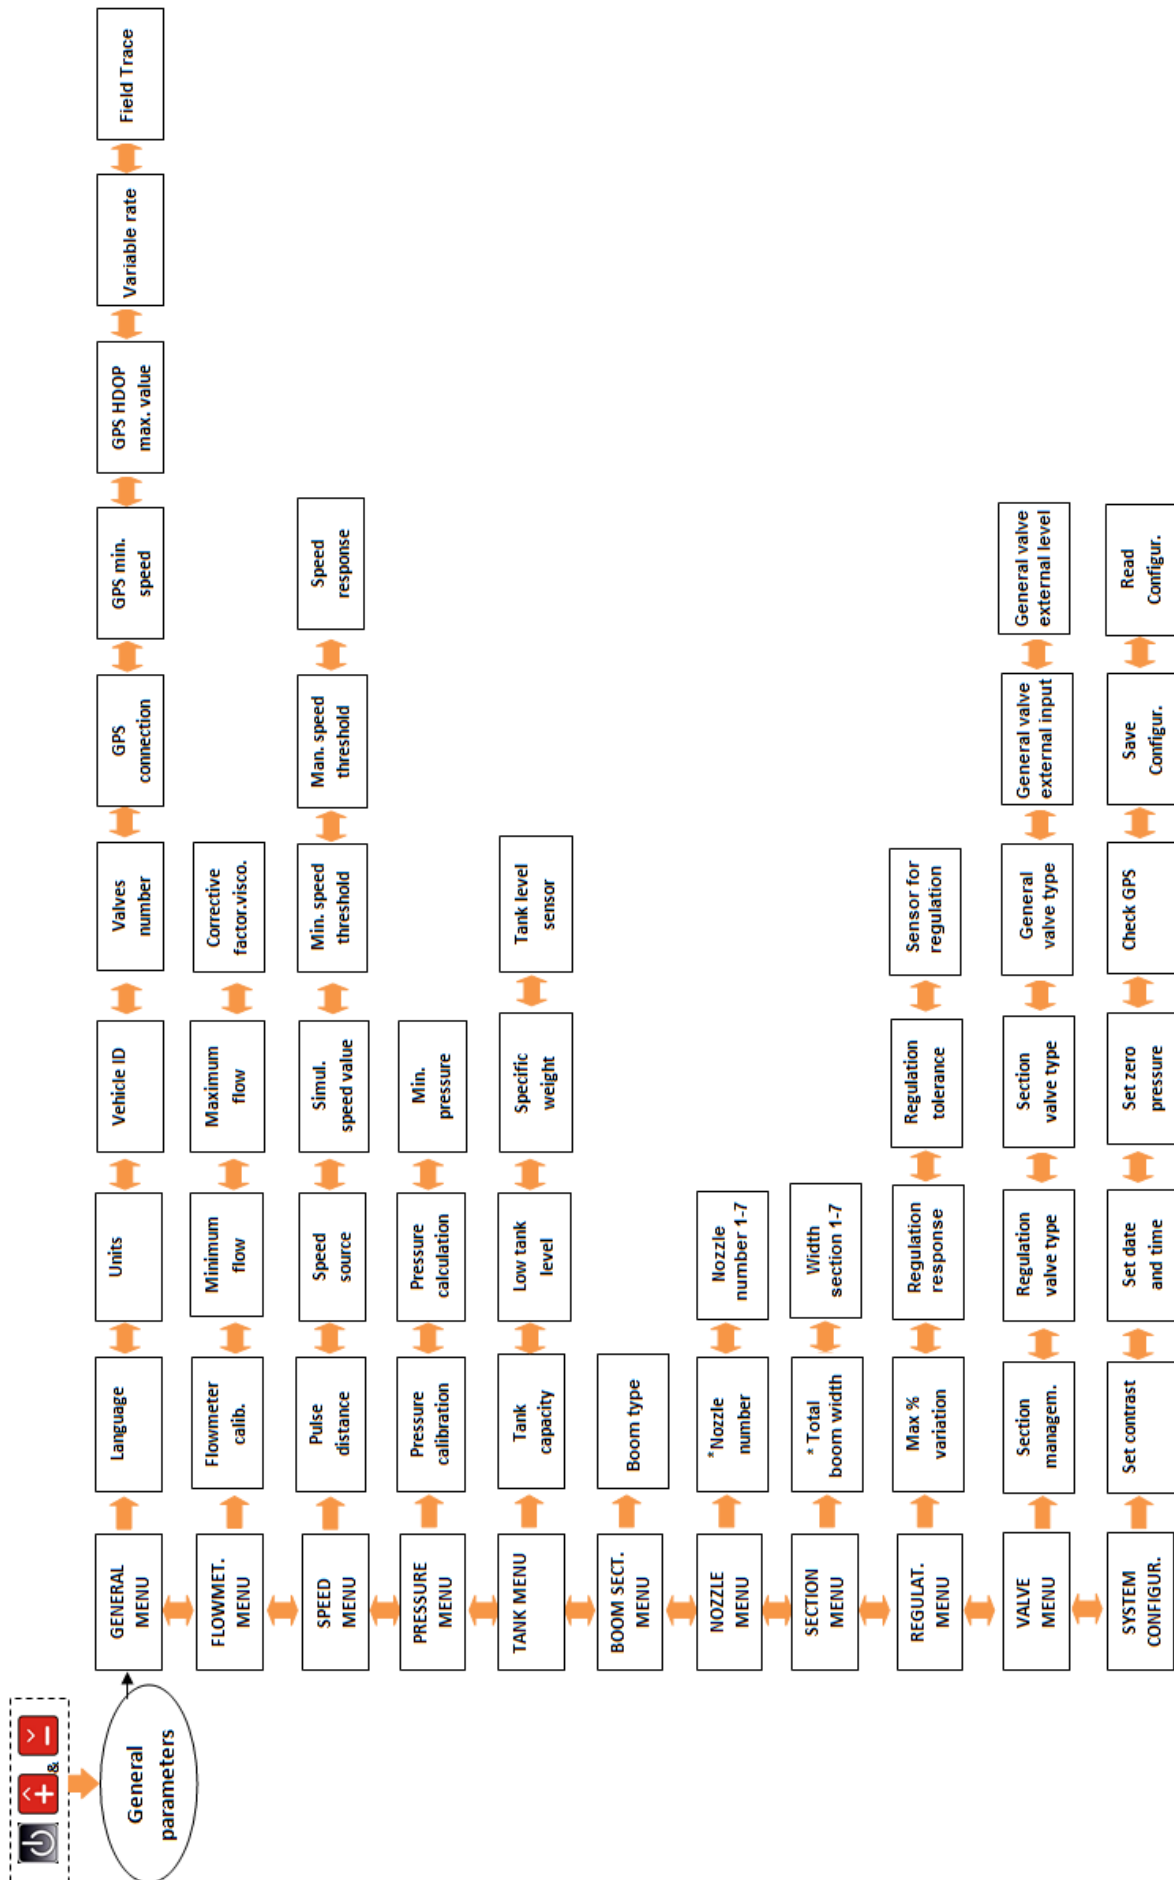 +
&
−
General
parameters
GENERAL
MENU
Language
Units
Vehicle ID
Valves
number
GPS
connection
GPS min.
speed
GPS HDOP
max. value
Variable rate
Field Trace
FLOWMET.
MENU
Flowmeter
calib.
Minimum
flow
Maximum
flow
Corrective
factor.visco.
SPEED
MENU
Pulse
distance
Speed
source
Simul.
speed value
Min. speed
threshold
Man. speed
threshold
Speed
response
PRESSURE
MENU
Pressure
calibration
Pressure
calculation
Min.
pressure
TANK MENU
Tank
capacity
Low tank
level
Specific
weight
Tank level
sensor
BOOM SECT.
MENU
Boom type
NOZZLE
MENU
*Nozzle
number
Nozzle
number 1-7
SECTION
MENU
* Total
boom width
Width
section 1-7
REGULAT.
MENU
Max %
variation
Regulation
response
Regulation
tolerance
Sensor for
regulation
VALVE
MENU
Section
managem.
Regulation
valve type
Section
valve type
General
valve type
General valve
external input
General valve
external level
SYSTEM
CONFIGUR.
Set contrast
Set date
and time
Set zero
pressure
Check GPS
Save
Configur.
Read
Configur.